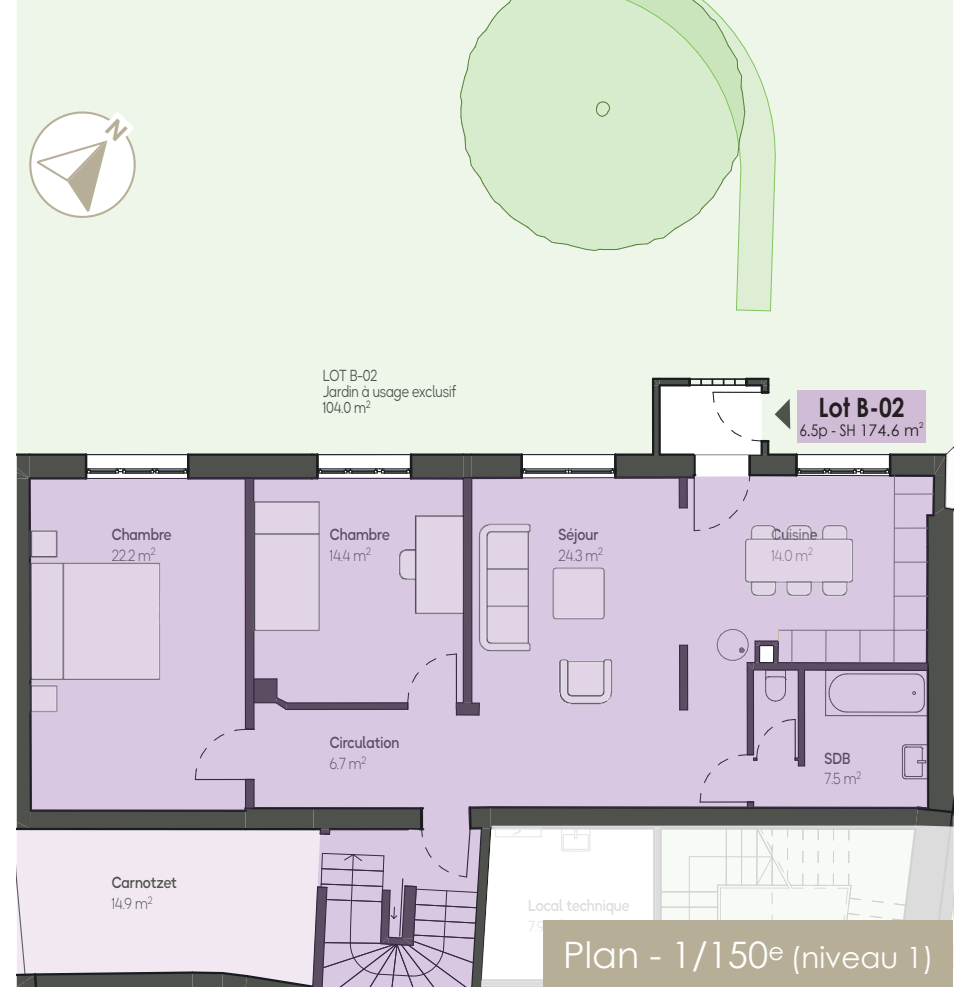 N
LOT B-02
Jardin à usage exclusif
104.0 m²
Lot B-02
6.5p - SH 174.6 m²
Chambre
22.2 m²
Chambre
14.4 m²
Séjour
24.3 m²
Cuisine
14.0 m²
Circulation
6.7 m²
SDB
7.5 m²
Carnotzet
14.9 m²
Local technique
Plan - 1/150e (niveau 1)